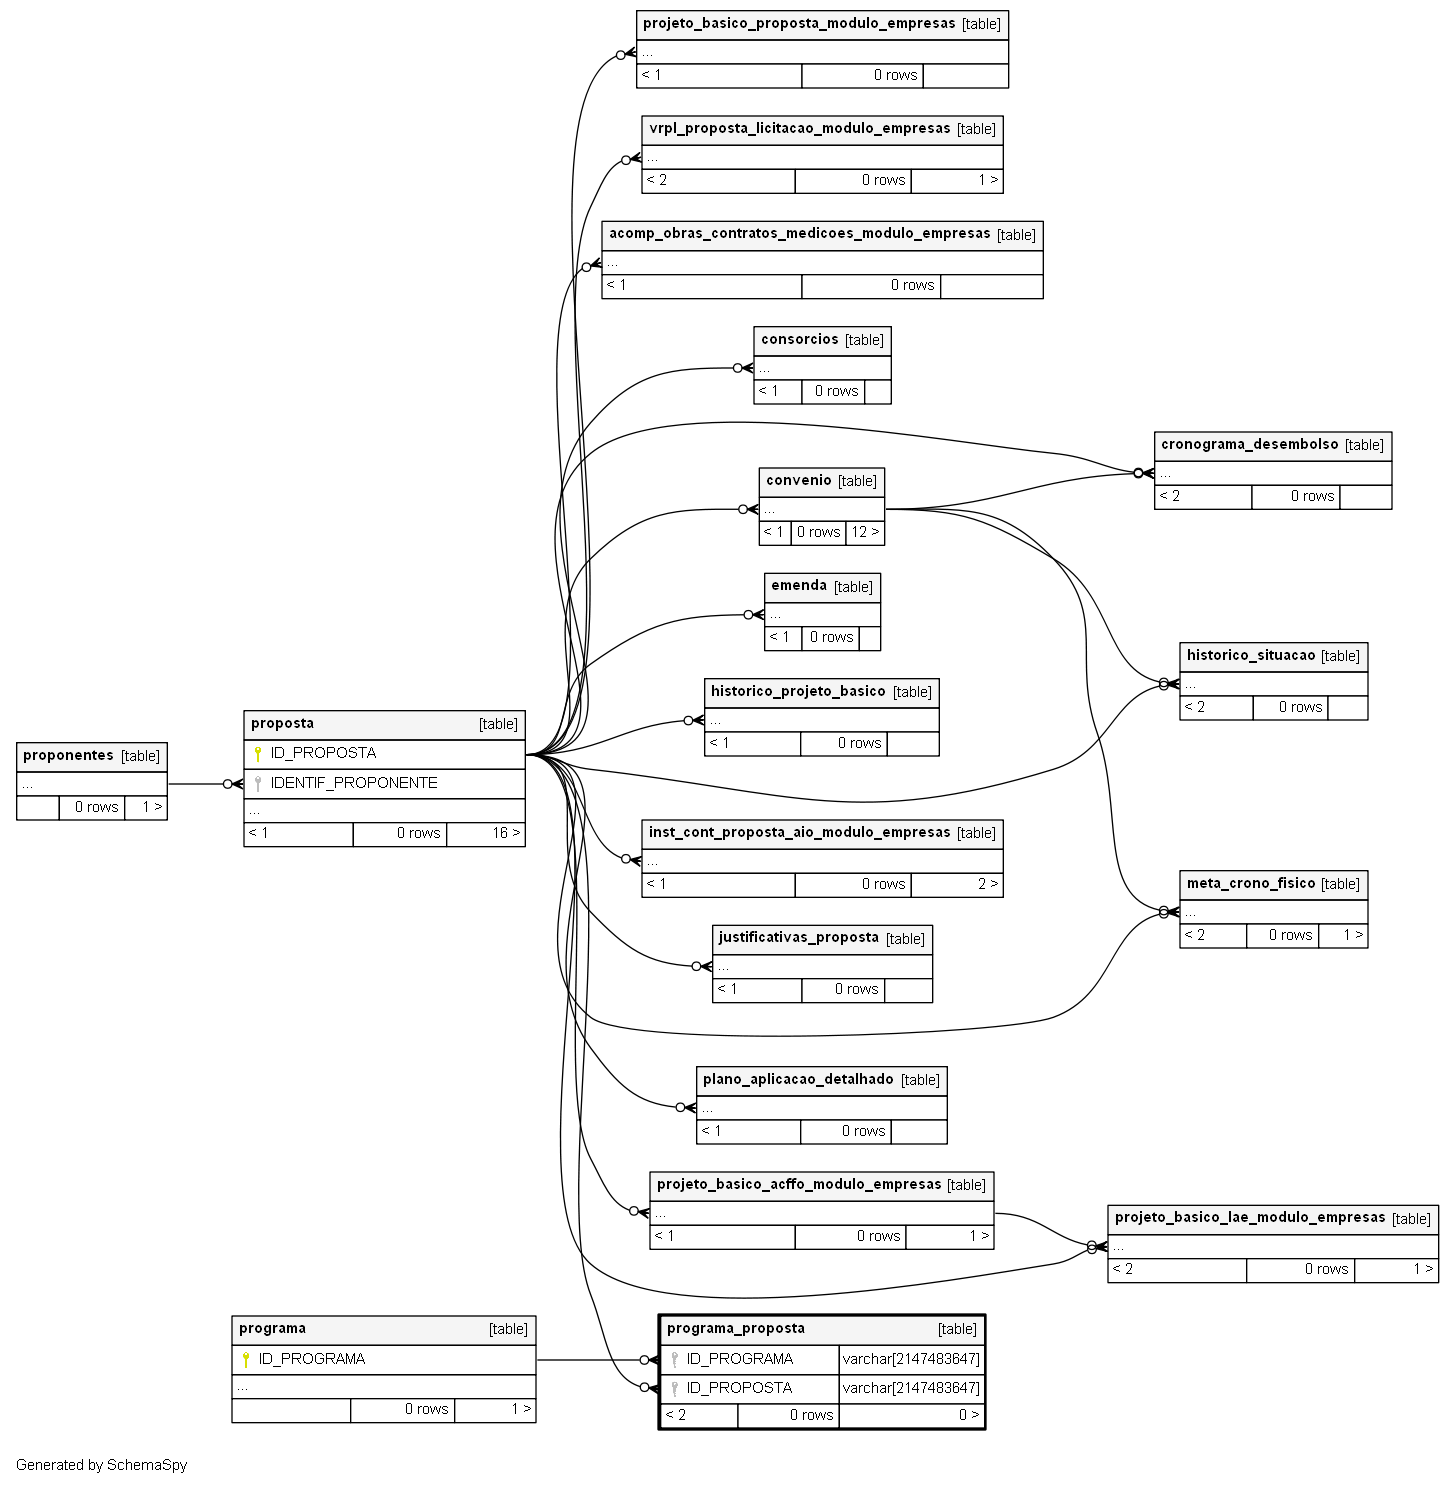 projeto_basico_proposta_modulo_empresas [table]
...
< 1 0 rows
vrpl_proposta_licitacao_modulo_empresas [table]
...
< 2 0 rows 1 >
acomp_obras_contratos_medicoes_modulo_empresas [table]
...
< 1 0 rows
consorcios [table]
...
< 1 0 rows
cronograma_desembolso [table]
...
< 2 0 rows
convenio [table]
...
< 1 0 rows 12 >
emenda [table]
...
< 1 0 rows
historico_situacao [table]
...
< 2 0 rows
historico_projeto_basico [table]
...
< 1 0 rows
proposta [table]
ID_PROPOSTA
IDENTIF_PROPONENTE
...
< 1 0 rows 16 >
proponentes [table]
...
0 rows 1 >
inst_cont_proposta_aio_modulo_empresas [table]
...
< 1 0 rows 2 >
meta_crono_fisico [table]
...
< 2 0 rows 1 >
justificativas_proposta [table]
...
< 1 0 rows
plano_aplicacao_detalhado [table]
...
< 1 0 rows
projeto_basico_acffo_modulo_empresas [table]
...
< 1 0 rows 1 >
projeto_basico_lae_modulo_empresas [table]
...
< 2 0 rows 1 >
programa [table]
ID_PROGRAMA
...
0 rows 1 >
programa_proposta [table]
ID_PROGRAMA varchar[2147483647]
ID_PROPOSTA varchar[2147483647]
< 2 0 rows 0 >
Generated by SchemaSpy